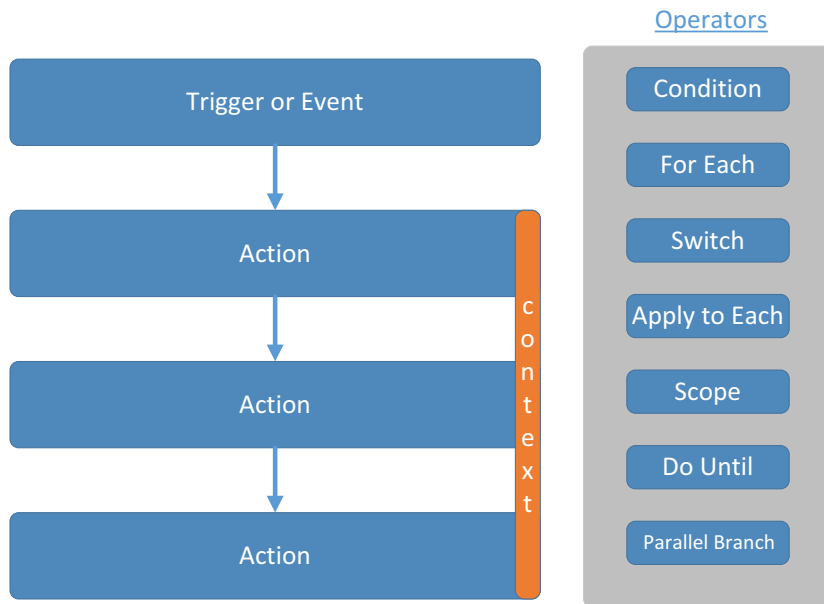 Operators
Trigger or Event
Action
Action
Action
context
Condition
For Each
Switch
Apply to Each
Scope
Do Until
Parallel Branch